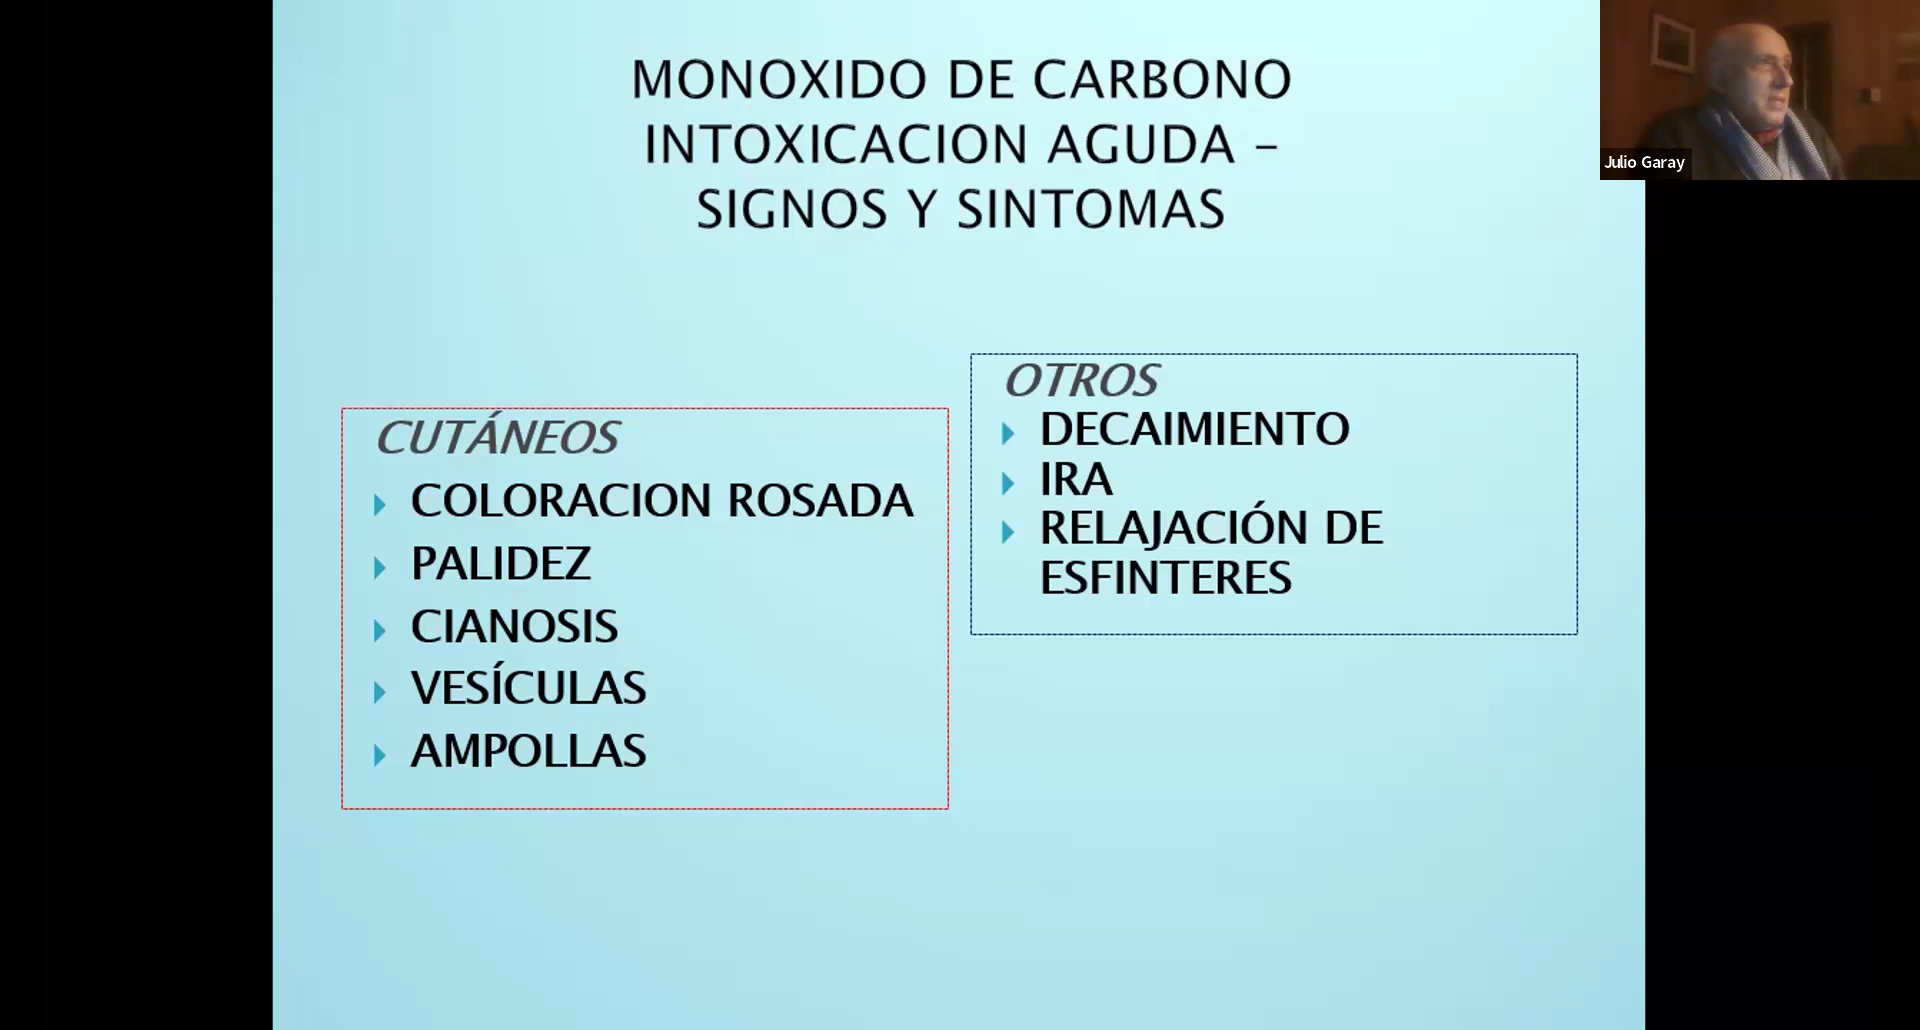 MONOXIDO DE CARBONO
INTOXICACION AGUDA –
SIGNOS Y SINTOMAS
Julio Garay
CUTÁNEOS
COLORACION ROSADA
PALIDEZ
CIANOSIS
VESÍCULAS
AMPOLLAS
OTROS
DECAIMIENTO
IRA
RELAJACIÓN DE
ESFINTERES